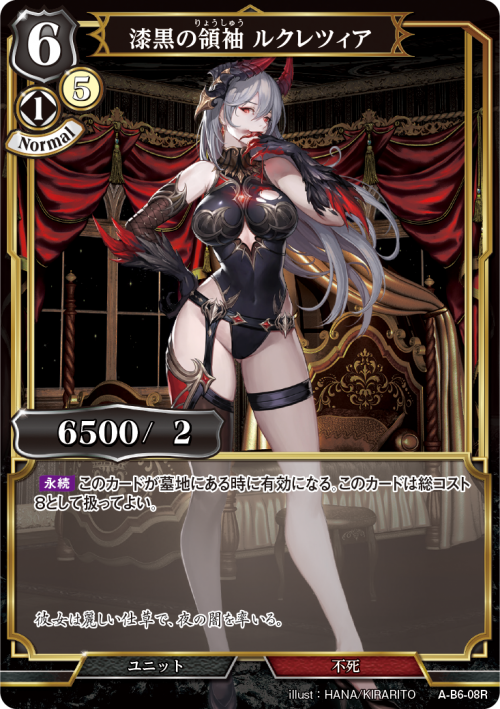 6
りょうしゅう
漆黒の領袖 ルクレツィア
5
1
Normal
6500/ 2
永続 このカードが墓地にある時に有効になる。このカードは総コスト
8として扱ってよい。
彼女は麗しい仕草で、夜の闇を率いる。
ユニット
不死
illust：HANA/KIRARITO A-B6-08R